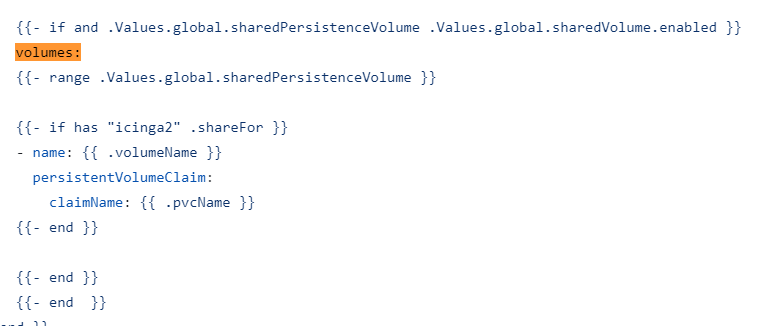 {{- if and .Values.global.sharedPersistenceVolume .Values.global.sharedVolume.enabled }}
volumes:
{{- range .Values.global.sharedPersistenceVolume }}
{{- if has "icinga2" .shareFor }}
- name: {{ .volumeName }}
persistentVolumeClaim:
claimName: {{ .pvcName }}
{{- end }}
{{- end }}
{{- end  }}